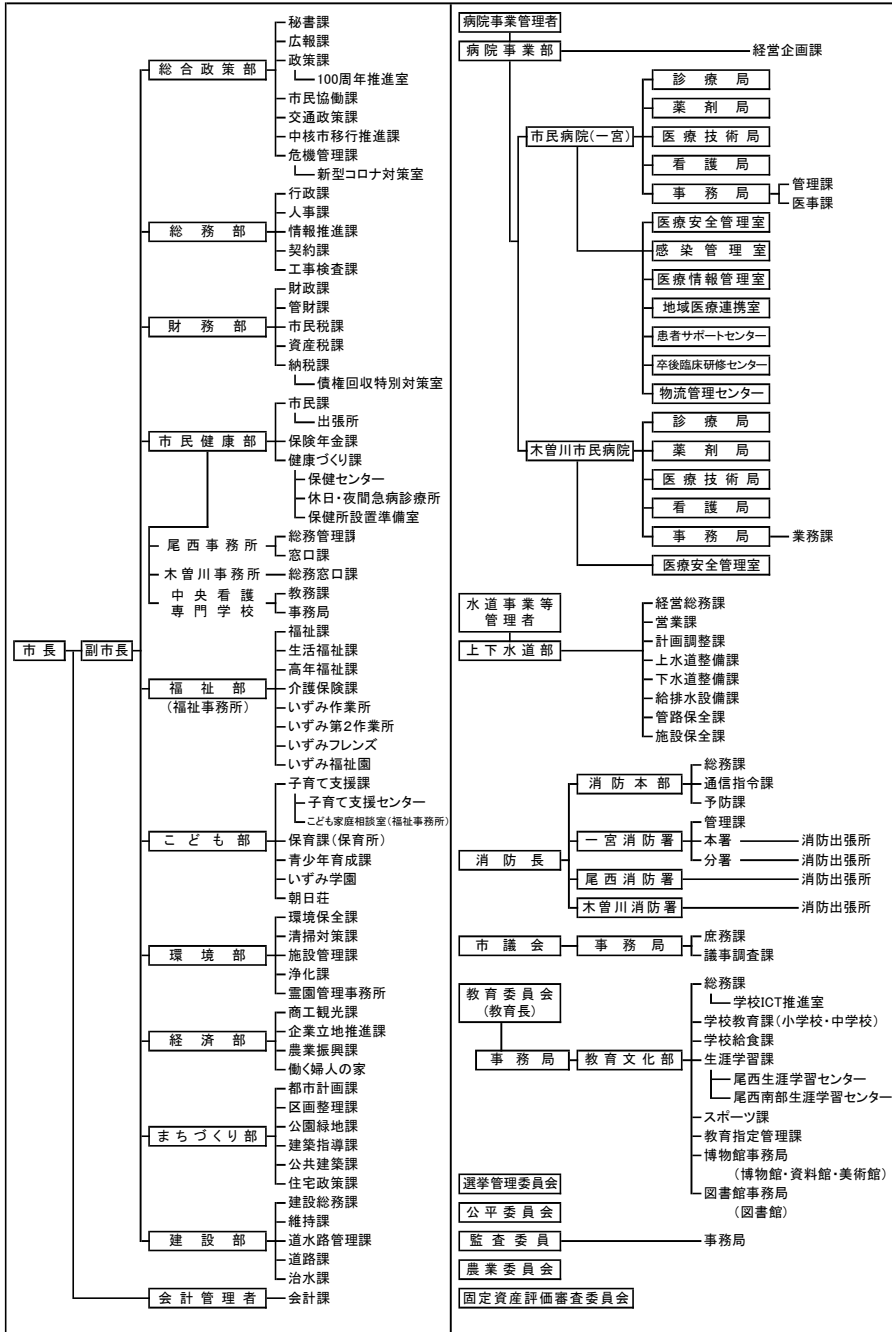 秘書課
広報課
総合政策部
政策課
100周年推進室
市民協働課
交通政策課
中核市移行推進課
危機管理課
新型コロナ対策室
行政課
人事課
総務部
情報推進課
契約課
工事検査課
財政課
管財課
財務部
市民税課
資産税課
納税課
債権回収特別対策室
市民課
出張所
市民健康部
保険年金課
健康づくり課
保健センター
休日・夜間急病診療所
保健所設置準備室
尾西事務所
総務管理課
窓口課
木曽川事務所
総務窓口課
中央看護
専門学校
教務課
事務局
市長
副市長
福祉課
生活福祉課
高年福祉課
福祉部
(福祉事務所)
介護保険課
いずみ作業所
いずみ第2作業所
いずみフレンズ
いずみ福祉園
子育て支援課
子育て支援センター
こども家庭相談室(福祉事務所)
こども部
保育課(保育所)
青少年育成課
いずみ学園
朝日荘
環境保全課
清掃対策課
環境部
施設管理課
浄化課
霊園管理事務所
商工観光課
経済部
企業立地推進課
農業振興課
働く婦人の家
都市計画課
区画整理課
まちづくり部
公園緑地課
建築指導課
公共建築課
住宅政策課
建設総務課
維持課
建設部
道水路管理課
道路課
治水課
会計管理者
会計課
病院事業管理者
病院事業部
経営企画課
市民病院(一宮)
診療局
薬剤局
医療技術局
看護局
事務局
管理課
医事課
医療安全管理室
感染管理室
医療情報管理室
地域医療連携室
患者サポートセンター
卒後臨床研修センター
物流管理センター
木曽川市民病院
診療局
薬剤局
医療技術局
看護局
事務局
業務課
医療安全管理室
水道事業等
管理者
上下水道部
経営総務課
営業課
計画調整課
上水道整備課
下水道整備課
給排水設備課
管路保全課
施設保全課
消防長
消防本部
総務課
通信指令課
予防課
一宮消防署
管理課
本署
消防出張所
分署
消防出張所
尾西消防署
消防出張所
木曽川消防署
消防出張所
市議会
事務局
庶務課
議事調査課
教育委員会
(教育長)
事務局
教育文化部
総務課
学校ICT推進室
学校教育課(小学校・中学校)
学校給食課
生涯学習課
尾西生涯学習センター
尾西南部生涯学習センター
スポーツ課
教育指定管理課
博物館事務局
(博物館・資料館・美術館)
図書館事務局
(図書館)
選挙管理委員会
公平委員会
監査委員
事務局
農業委員会
固定資産評価審査委員会